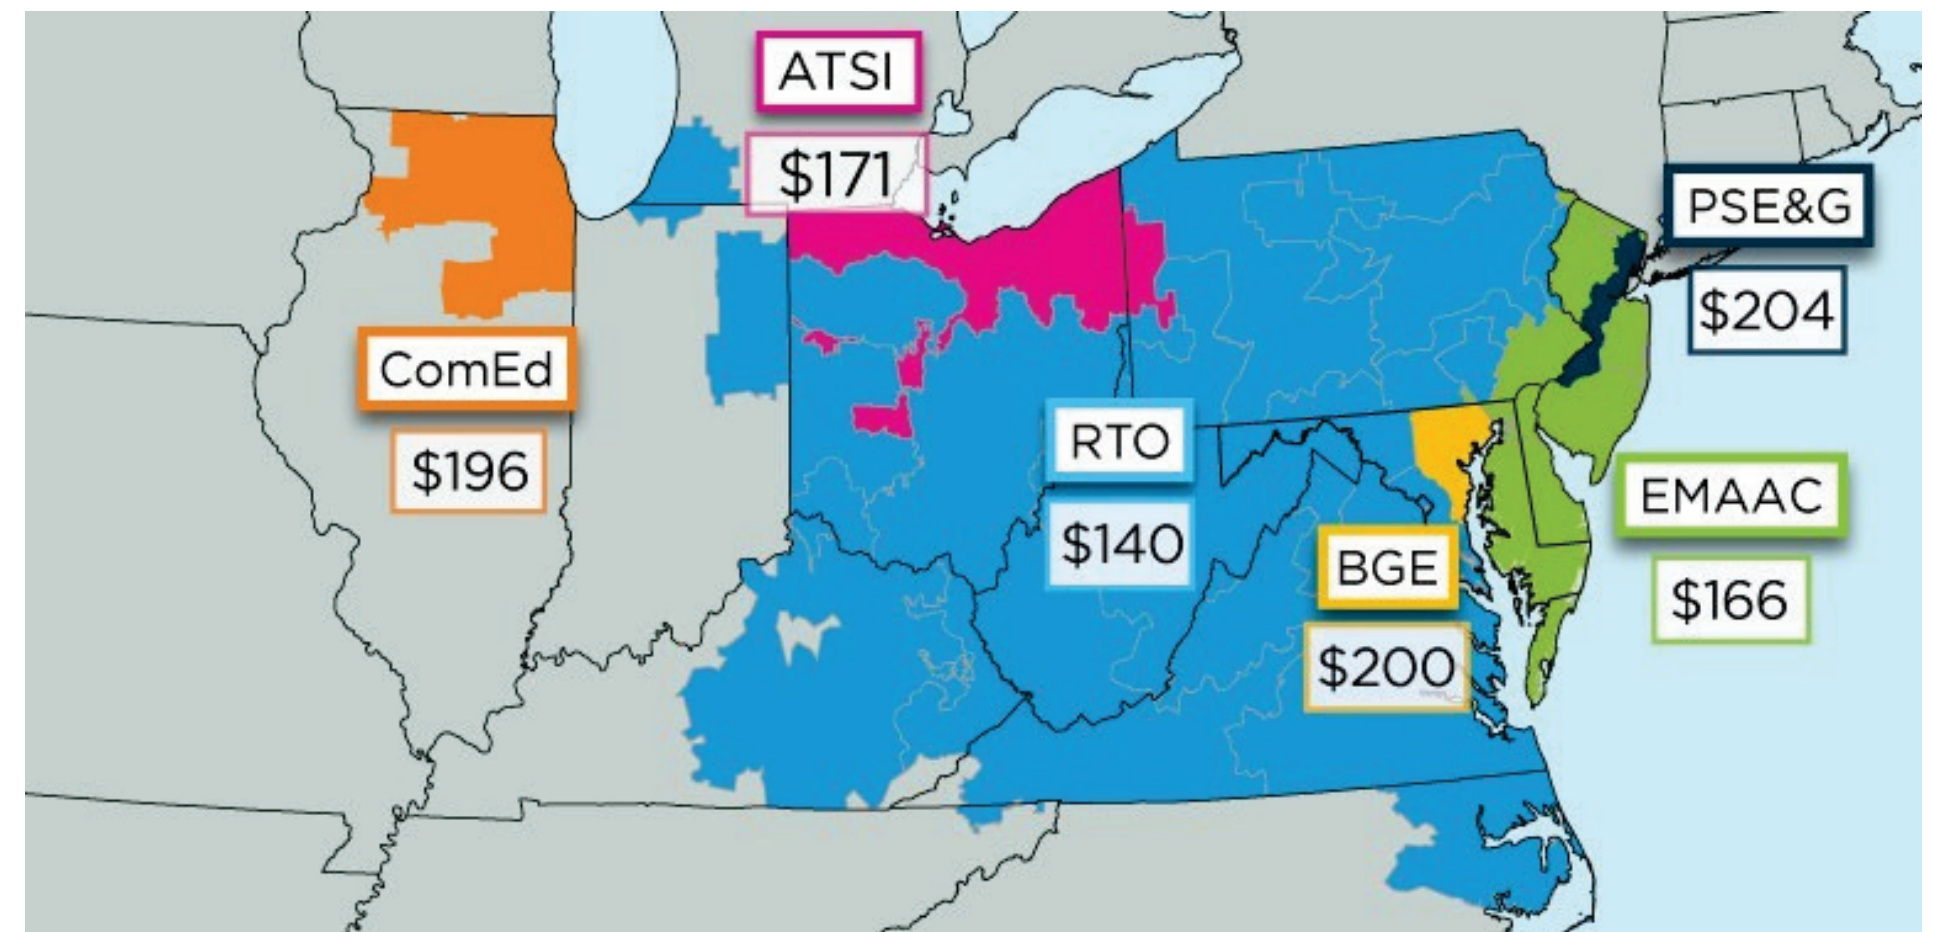 ATSI
$171
PSE&G
$204
ComEd
$196
RTO
$140
EMAAC
$166
BGE
$200